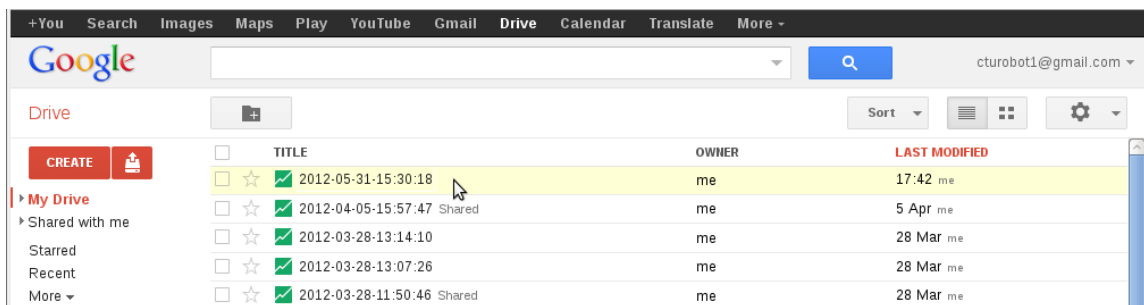 +You Search Images Maps Play YouTube Gmail Drive Calendar Translate More
Google
cturobot1@gmail.com
Drive
Sort
CREATE
TITLE OWNER LAST MODIFIED
2012-05-31-15:30:18 me 17:42 me
My Drive
2012-04-05-15:57:47 Shared me 5 Apr me
Shared with me
2012-03-28-13:14:10 me 28 Mar me
Starred
2012-03-28-13:07:26 me 28 Mar me
Recent
2012-03-28-11:50:46 Shared me 28 Mar me
More